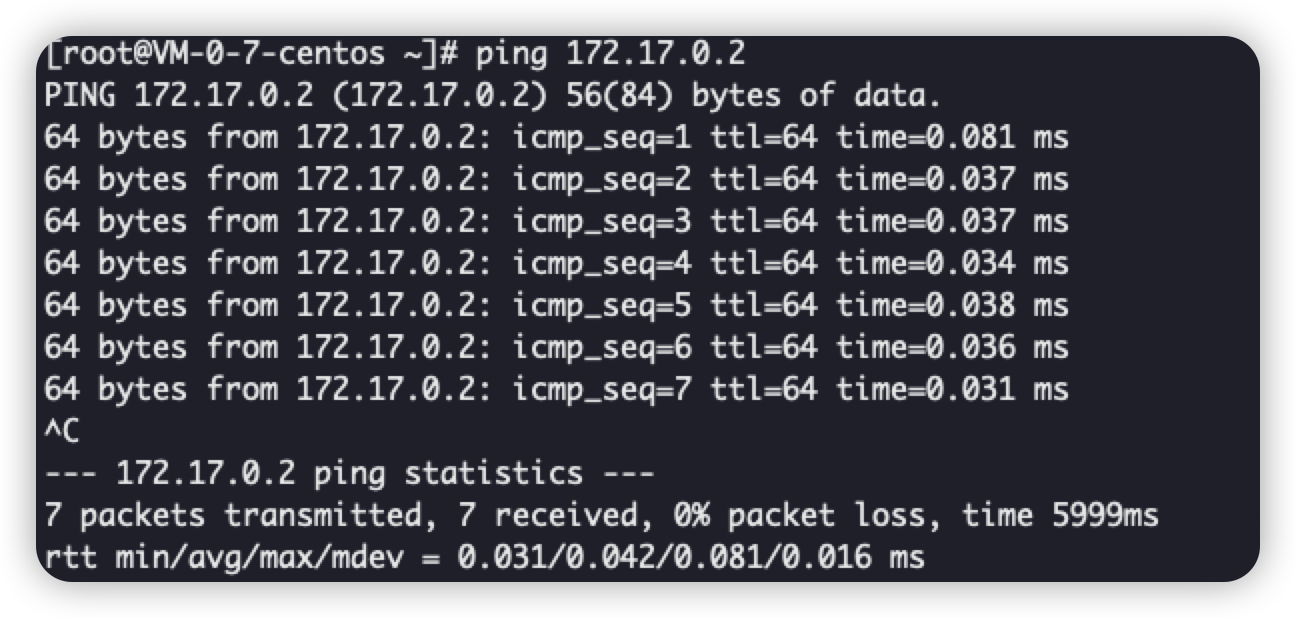 [root@VM-0-7-centos ~]# ping 172.17.0.2
PING 172.17.0.2 (172.17.0.2) 56(84) bytes of data.
64 bytes from 172.17.0.2: icmp_seq=1 ttl=64 time=0.081 ms
64 bytes from 172.17.0.2: icmp_seq=2 ttl=64 time=0.037 ms
64 bytes from 172.17.0.2: icmp_seq=3 ttl=64 time=0.037 ms
64 bytes from 172.17.0.2: icmp_seq=4 ttl=64 time=0.034 ms
64 bytes from 172.17.0.2: icmp_seq=5 ttl=64 time=0.038 ms
64 bytes from 172.17.0.2: icmp_seq=6 ttl=64 time=0.036 ms
64 bytes from 172.17.0.2: icmp_seq=7 ttl=64 time=0.031 ms
^C
--- 172.17.0.2 ping statistics ---
7 packets transmitted, 7 received, 0% packet loss, time 5999ms
rtt min/avg/max/mdev = 0.031/0.042/0.081/0.016 ms